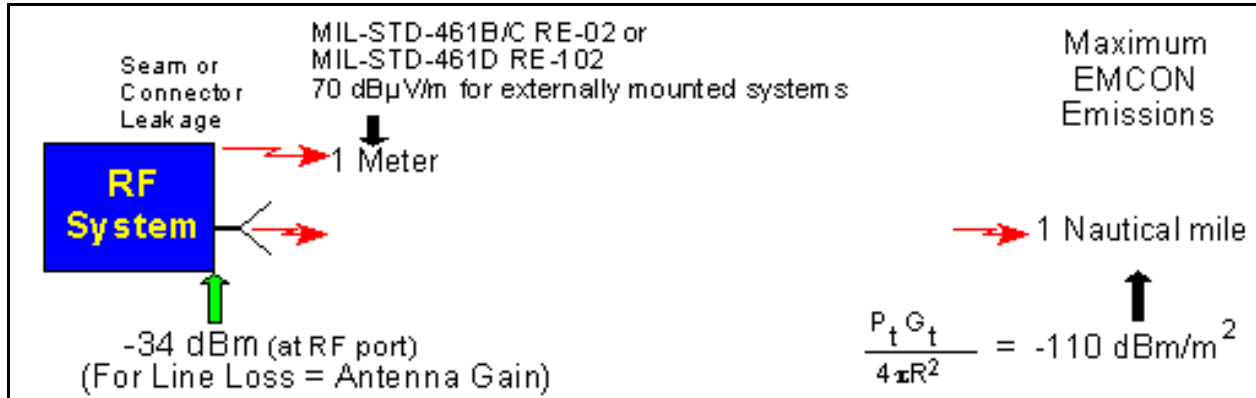 MIL-STD-461B/C RE-02 or
MIL-STD-461D RE-102
70 dBµV/m for externally mounted systems
Seam or
Connector
Leakage
Maximum
EMCON
Emissions
1 Meter
RF
System
1 Nautical mile
-34 dBm (at RF port)
(For Line Loss = Antenna Gain)
P_t G_t / 4πR² = -110 dBm/m²